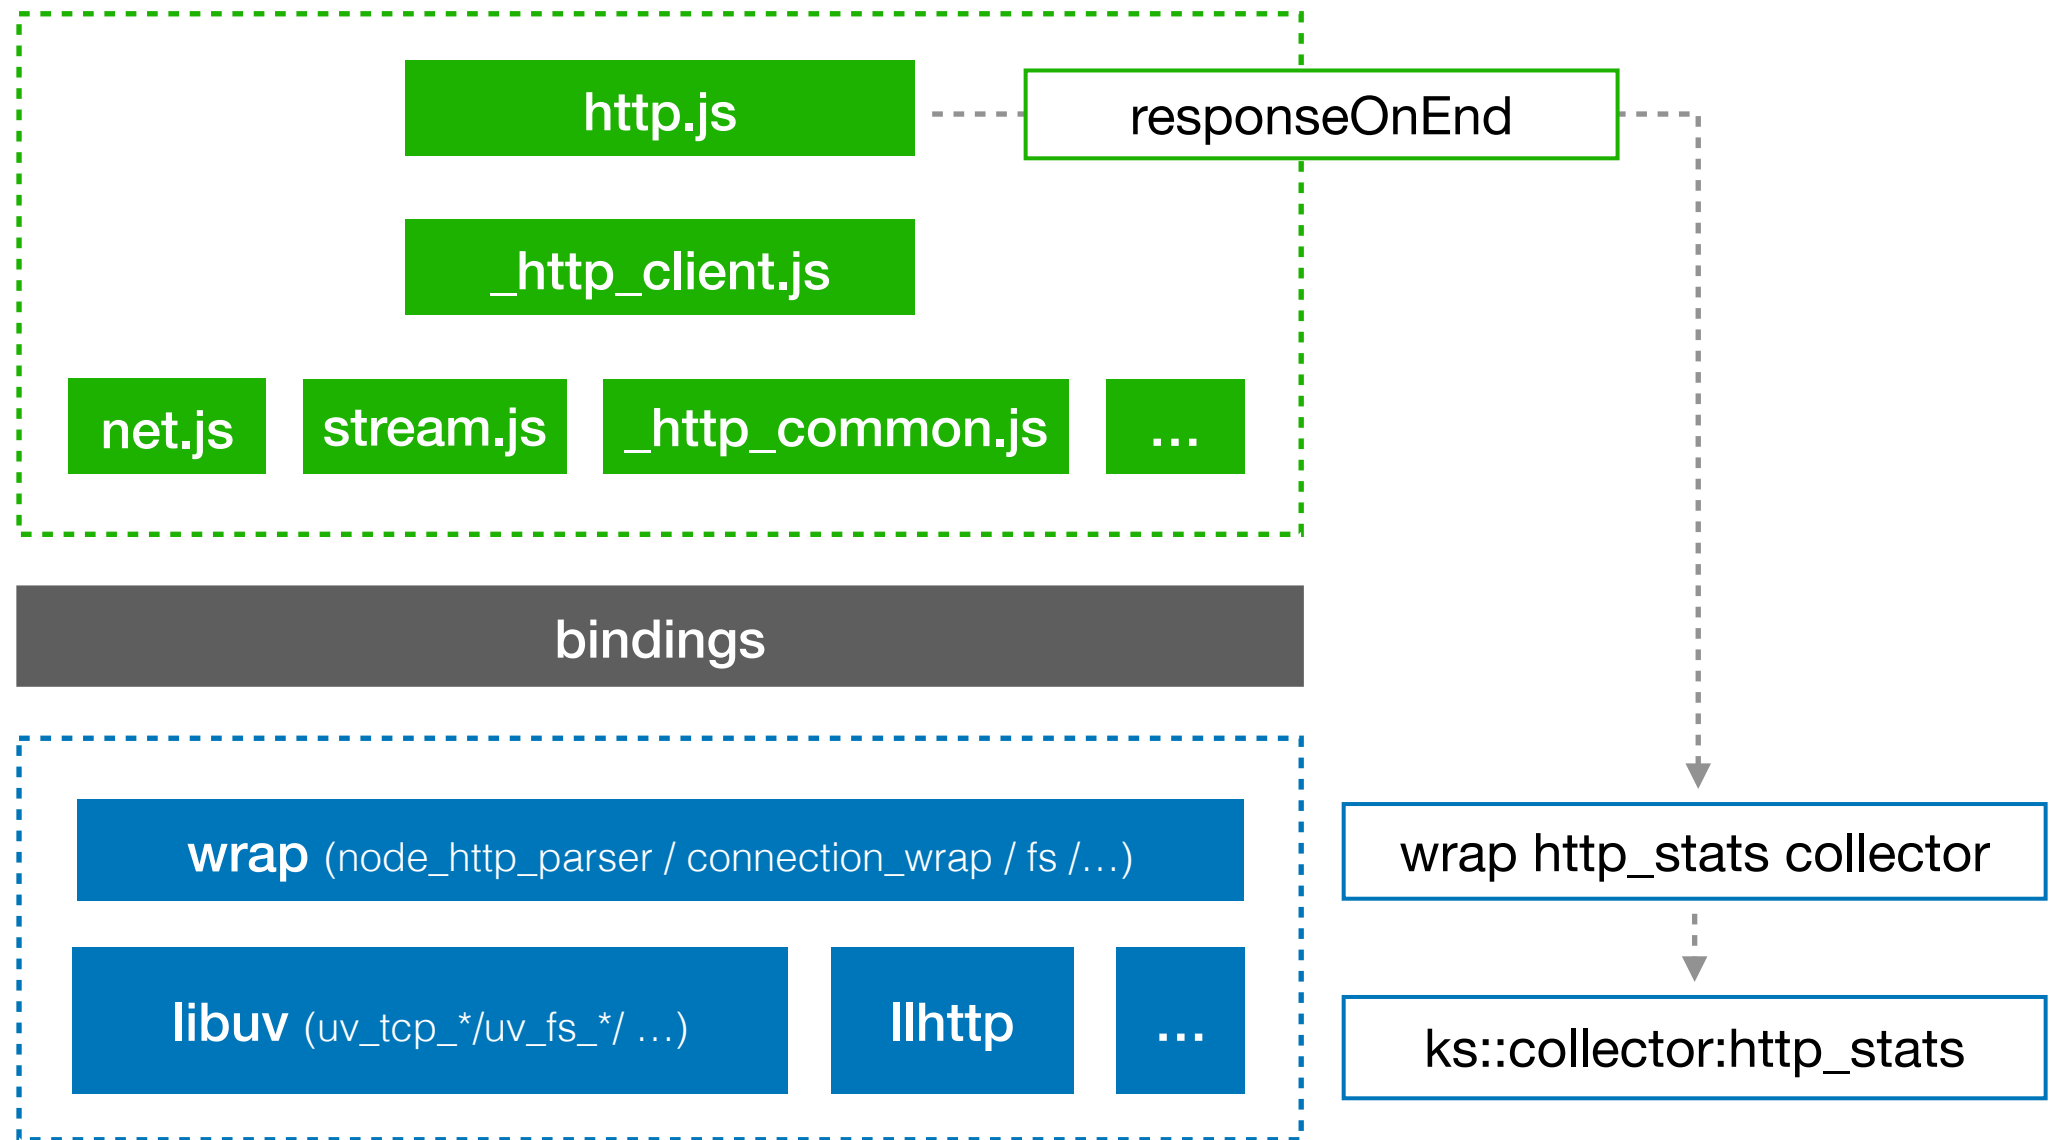 http.js
responseOnEnd
_http_client.js
net.js
stream.js
_http_common.js
...
bindings
wrap (node_http_parser / connection_wrap / fs /...)
wrap http_stats collector
libuv (uv_tcp_*/uv_fs_*/ ...)
llhttp
...
ks::collector:http_stats